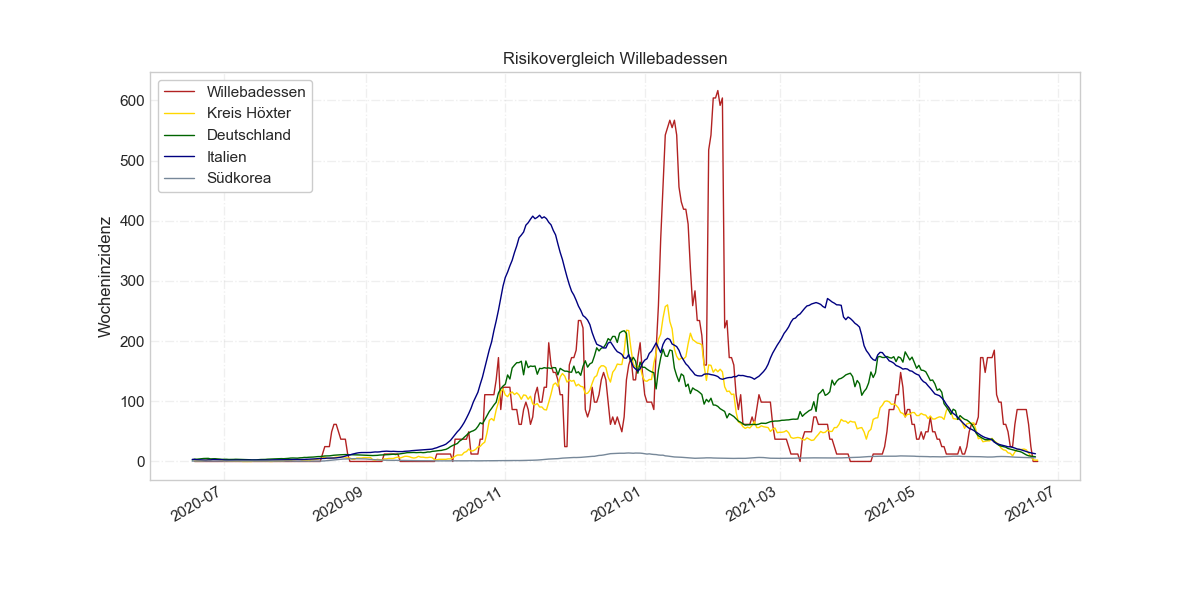 Risikovergleich Willebadessen
Willebadessen
Kreis Höxter
Deutschland
Italien
Südkorea
Wocheninzidenz
600
500
400
300
200
100
0
2020-07
2020-09
2020-11
2021-01
2021-03
2021-05
2021-07